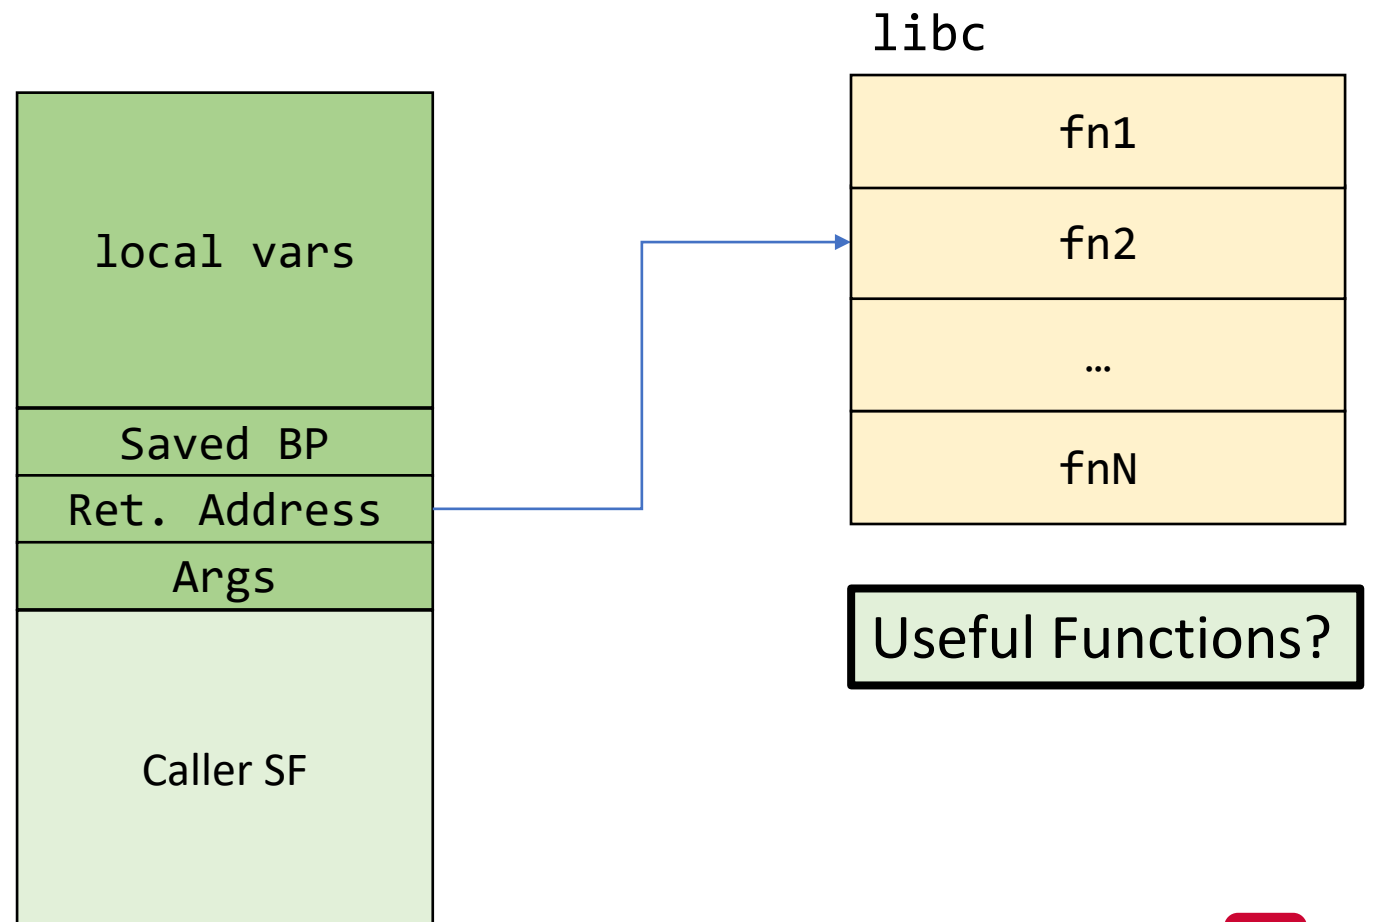 libc
local vars
Saved BP
Ret. Address
Args
Caller SF
fn1
fn2
…
fnN
Useful Functions?